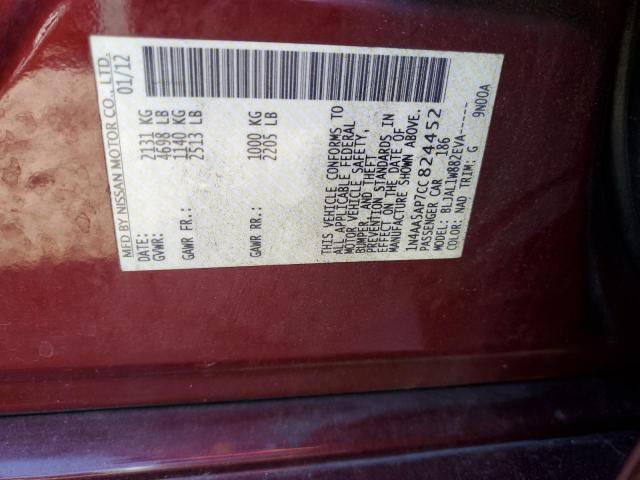 MFD BY NISSAN MOTOR CO., LTD.
DATE: 01/12
GVWR: 2131 KG
4698 LB
GAWR FR: 1140 KG
2513 LB
GAWR RR: 1000 KG
2205 LB
THIS VEHICLE CONFORMS TO
ALL APPLICABLE FEDERAL
MOTOR VEHICLE SAFETY,
BUMPER, AND THEFT
PREVENTION STANDARDS IN
EFFECT ON THE DATE OF
MANUFACTURE SHOWN ABOVE.
1N4AA5AP7CC824452
PASSENGER CAR 186
MODEL: BLJALLWRB2EVA-----
COLOR: NAD TRIM: G 9NDOA